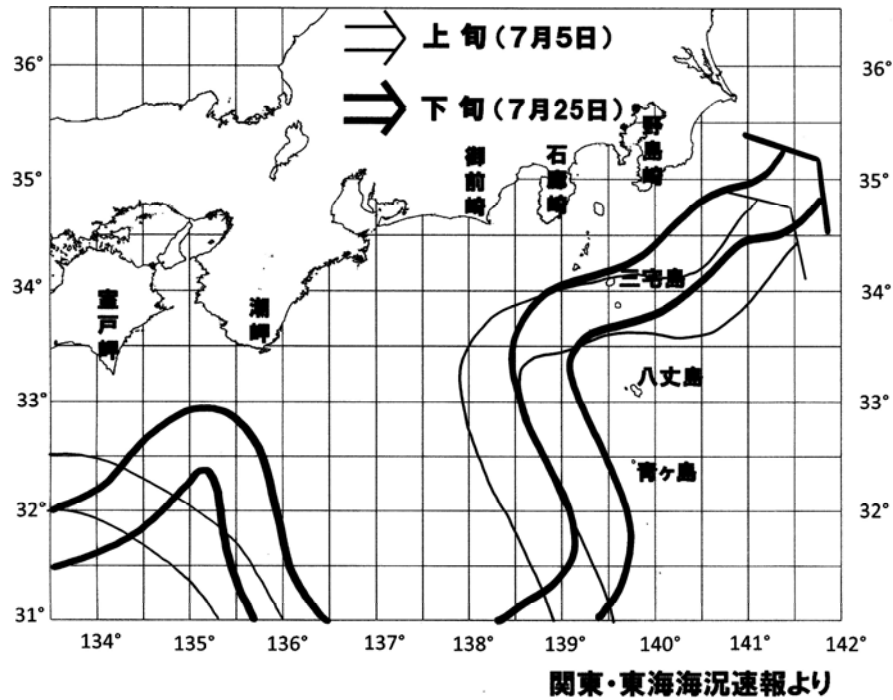 上旬(7月5日)
下旬(7月25日)
36°
35°
34°
33°
32°
31°
36°
35°
34°
33°
32°
31°
御前崎
石廊崎
野島崎
室戸岬
潮岬
三宅島
八丈島
青ヶ島
134°
135°
136°
137°
138°
139°
140°
141°
142°
関東・東海海況速報より